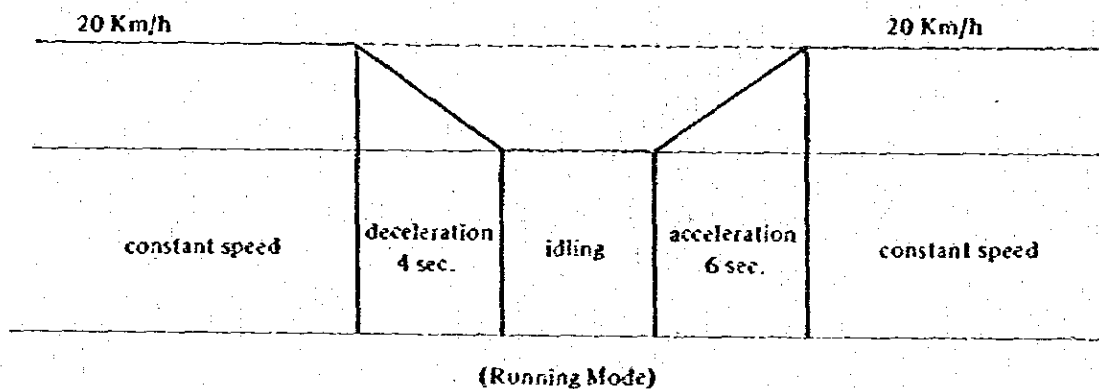 20 Km/h 20 Km/h
constant speed deceleration idling acceleration constant speed
4 sec. 6 sec.
(Running Mode)